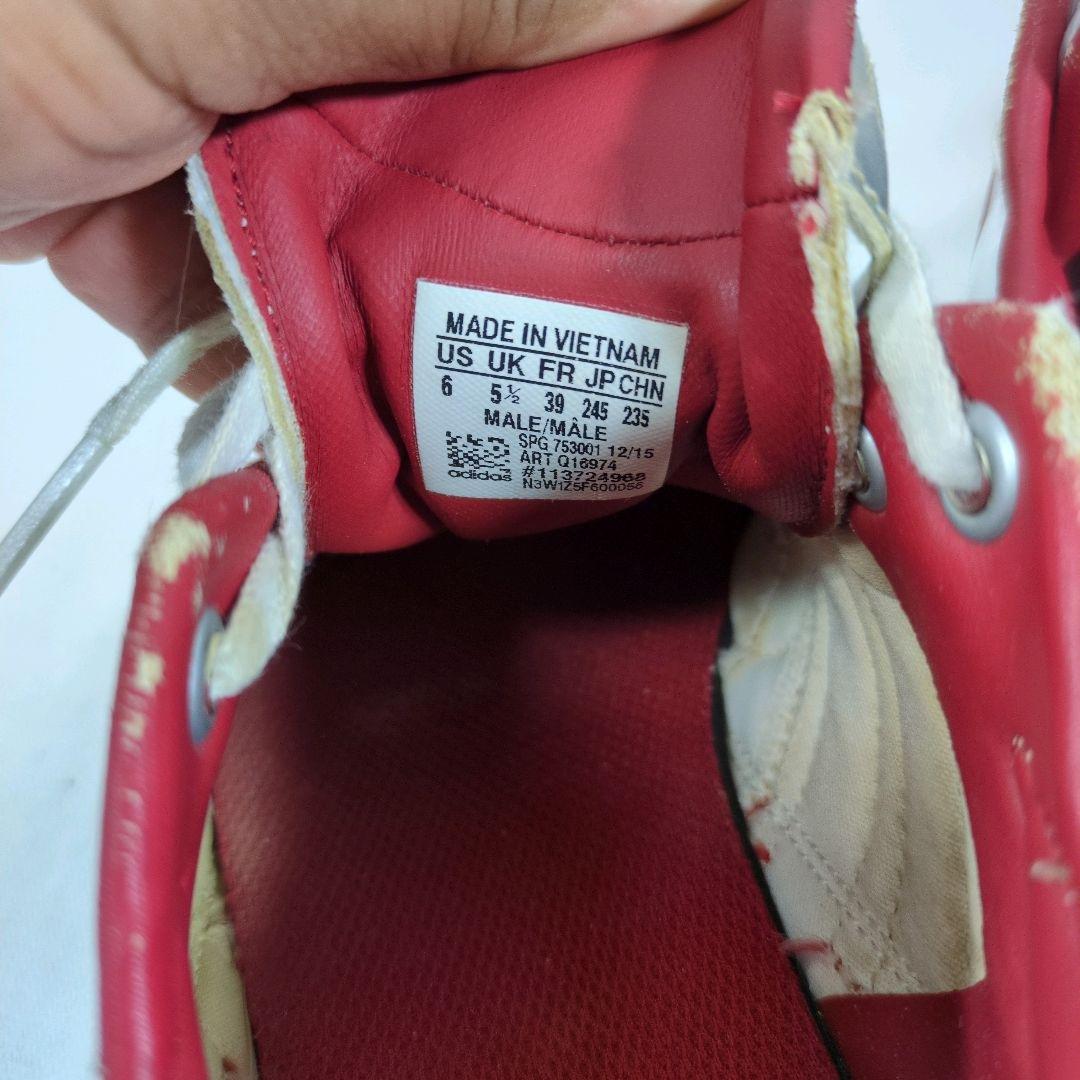 MADE IN VIETNAM
US UK FR JP CHN
6 5½ 39 245 235
MALE/MÂLE
SPG 753001 12/15
ART Q16974
#113724968
adidas
N3W1Z5F600056